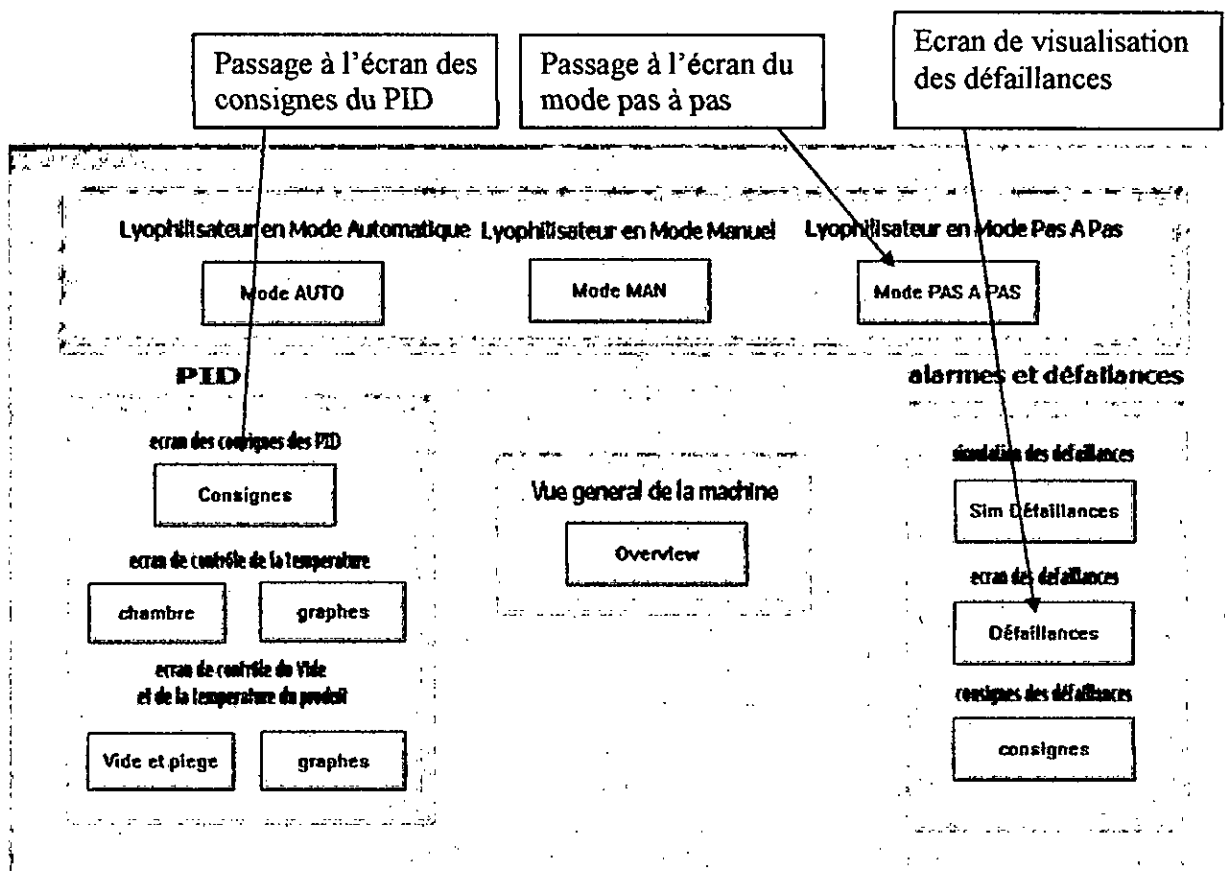 Passage à l'écran des
consignes du PID
Passage à l'écran du
mode pas à pas
Ecran de visualisation
des défaillances
Lyophilisateur en Mode Automatique
Lyophilisateur en Mode Manuel
Lyophilisateur en Mode Pas A Pas
Mode AUTO
Mode MAN
Mode PAS A PAS
PID
ecran des consignes des PID
Consignes
ecran de contrôle de la temperature
chambre
graphes
ecran de contrôle du Vide
et de la temperature du produit
Vide et piege
graphes
Vue general de la machine
Overview
alarmes et défaillances
simulation des defaillances
Sim Défaillances
ecran des defaillances
Défaillances
consignes des défaillances
consignes